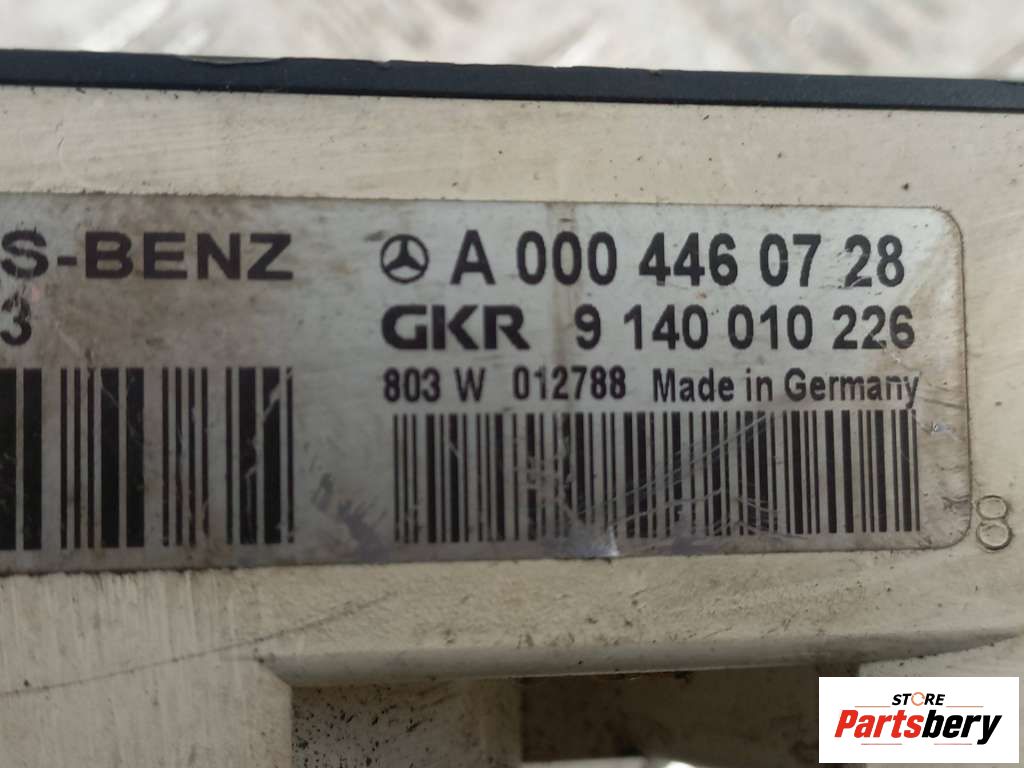 S-BENZ
3
A 000 446 07 28
GKR 9 140 010 226
803 W 012788 Made in Germany
8
STORE
Partsbery